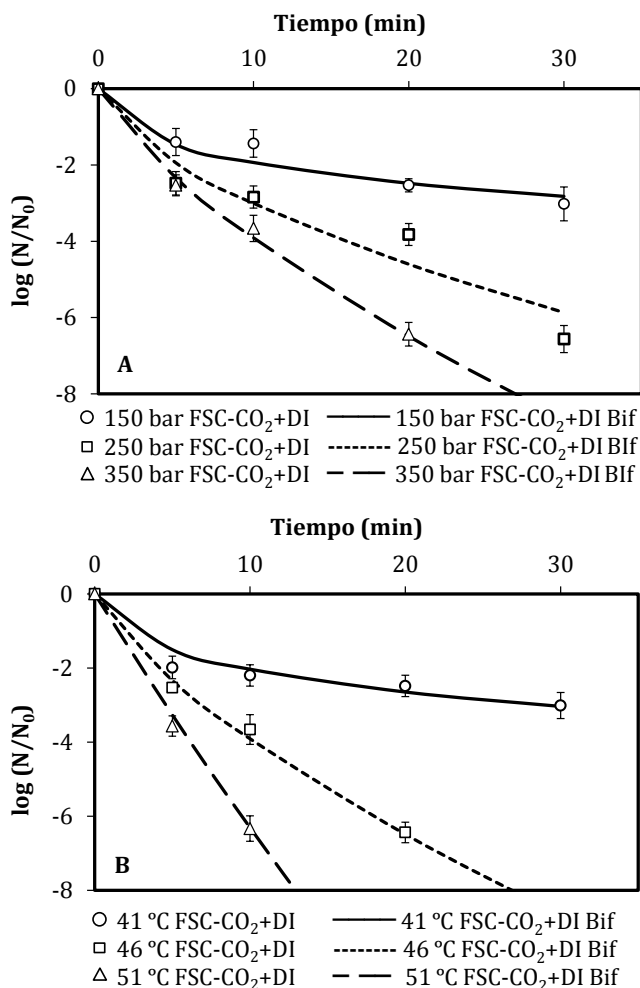 Tiempo (min)
0 10 20 30
0
-2
-4
-6
-8
log (N/N₀)
A
150 bar FSC-CO₂+DI 150 bar FSC-CO₂+DI Bif
250 bar FSC-CO₂+DI 250 bar FSC-CO₂+DI BIf
350 bar FSC-CO₂+DI 350 bar FSC-CO₂+DI BIf
Tiempo (min)
0 10 20 30
0
-2
-4
-6
-8
log (N/N₀)
B
41 ºC FSC-CO₂+DI 41 ºC FSC-CO₂+DI Bif
46 ºC FSC-CO₂+DI 46 ºC FSC-CO₂+DI Bif
51 ºC FSC-CO₂+DI 51 ºC FSC-CO₂+DI Bif